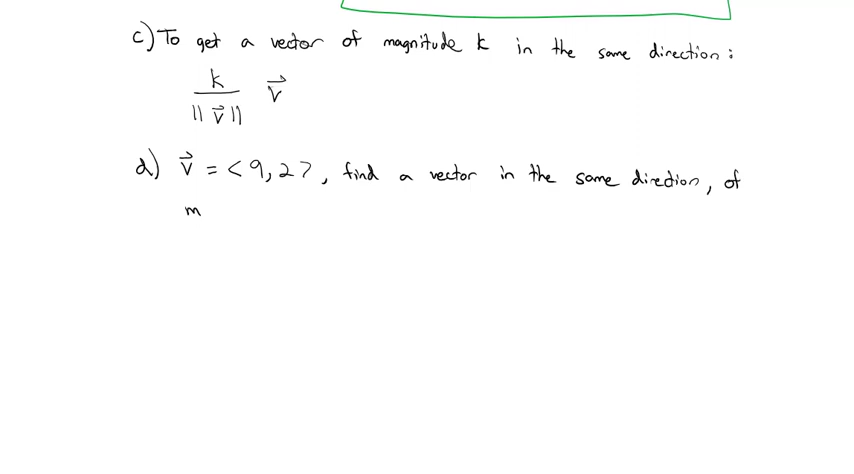 c) To get a vector of magnitude k in the same direction:
k
||v⃗|| v⃗
d) v⃗ = <9,2>, find a vector in the same direction, of
m